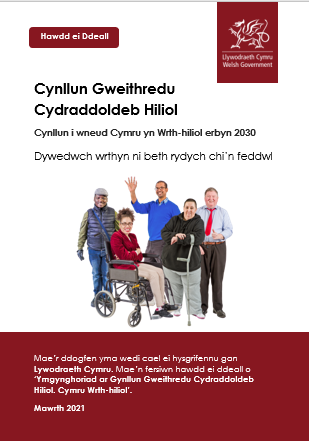 Hawdd ei Ddeall
Llywodraeth Cymru
Welsh Government
Cynllun Gweithredu
Cydraddoldeb Hiliol
Cynllun i wneud Cymru yn Wrth-hiliol erbyn 2030
Dywedwch wrthyn ni beth rydych chi'n feddwl
Mae'r ddogfen yma wedi cael ei hysgrifennu gan
Lywodraeth Cymru. Mae'n fersiwn hawdd ei ddeall o
'Ymgynghoriad ar Gynllun Gweithredu Cydraddoldeb
Hiliol. Cymru Wrth-hiliol'.
Mawrth 2021